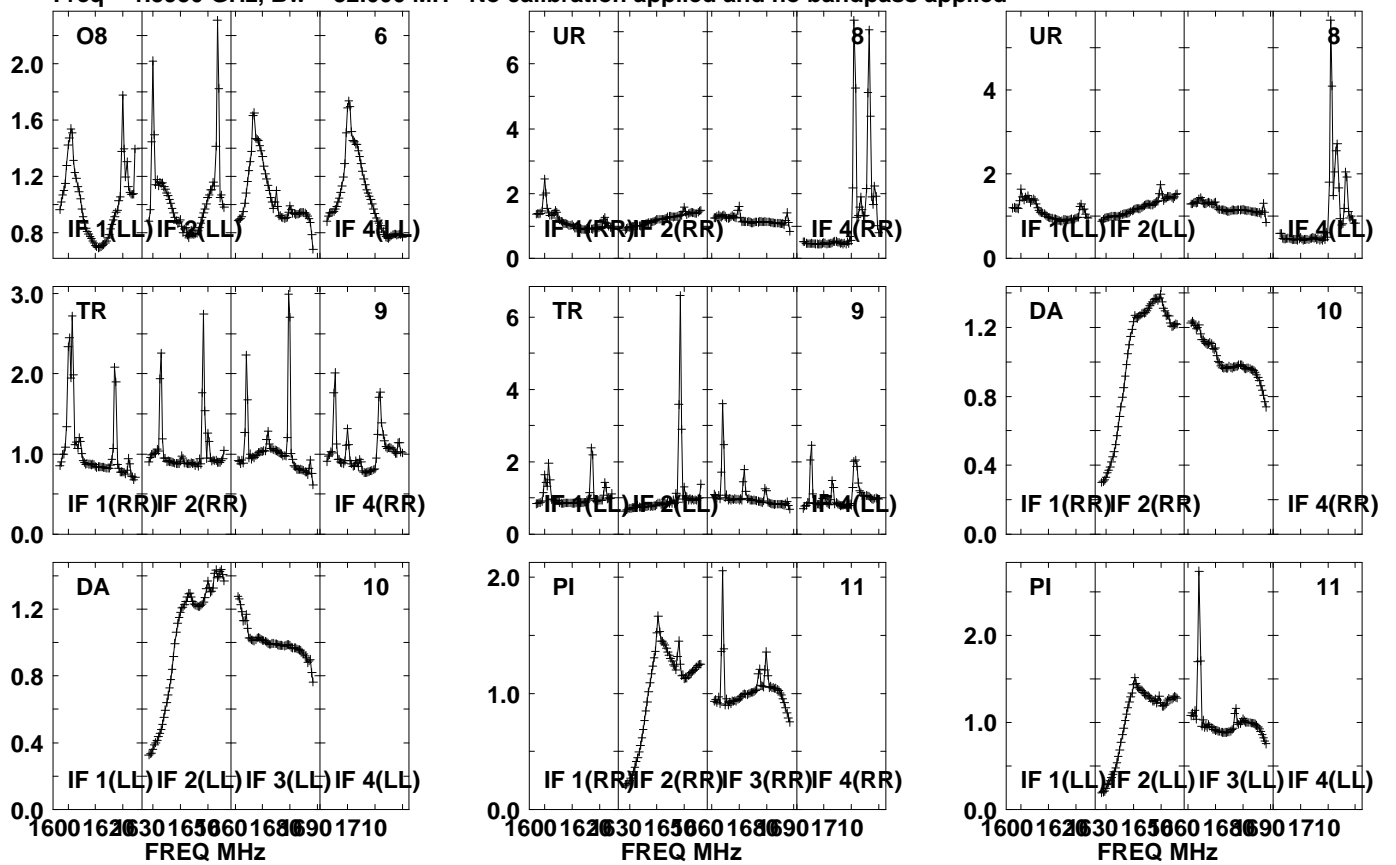 No calibration applied and no bandpass applied
O8 6 UR 8 UR 8
2.0 6
1.6 4 4
1.2 2 2
0.8 IF 1(LL) IF 2(LL) IF 4(LL) IF 1(RR) IF 2(RR) IF 4(RR) IF 1(LL) IF 2(LL) IF 4(LL)
0 0
3.0 TR 9 6 TR 9 DA 10
1.2
2.0 4 0.8
1.0 2 0.4
IF 1(RR) IF 2(RR) IF 4(RR) IF 1(LL) IF 2(LL) IF 4(LL) IF 1(RR) IF 2(RR) IF 4(RR)
0.0 0 0.0
DA 10 2.0 PI 11 PI 11
1.2 2.0
0.8 1.0 1.0
0.4 IF 1(LL) IF 2(LL) IF 3(LL) IF 4(LL) IF 1(RR) IF 2(RR) IF 3(RR) IF 4(RR) IF 1(LL) IF 2(LL) IF 3(LL) IF 4(LL)
0.0 0.0 0.0
1600 1630 1680 1690 1710 1600 1630 1680 1690 1710
FREQ MHz FREQ MHz